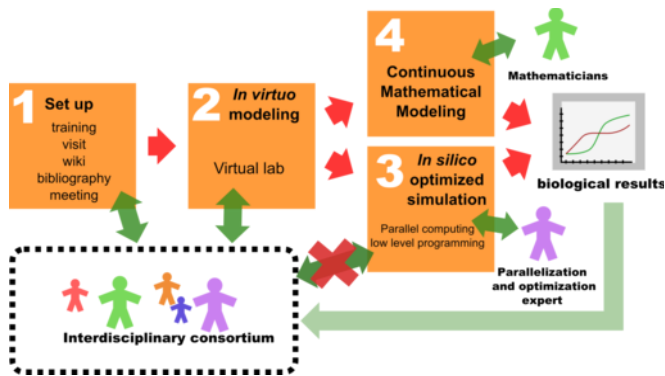 1 Set up
training
visit
wiki
bibliography
meeting
2 In virtuo
modeling
Virtual lab
4
Continuous
Mathematical
Modeling
Mathematicians
3 In silico
optimized
simulation
Parallel computing
low level programming
Parallelization
and optimization
expert
biological results
Interdisciplinary consortium